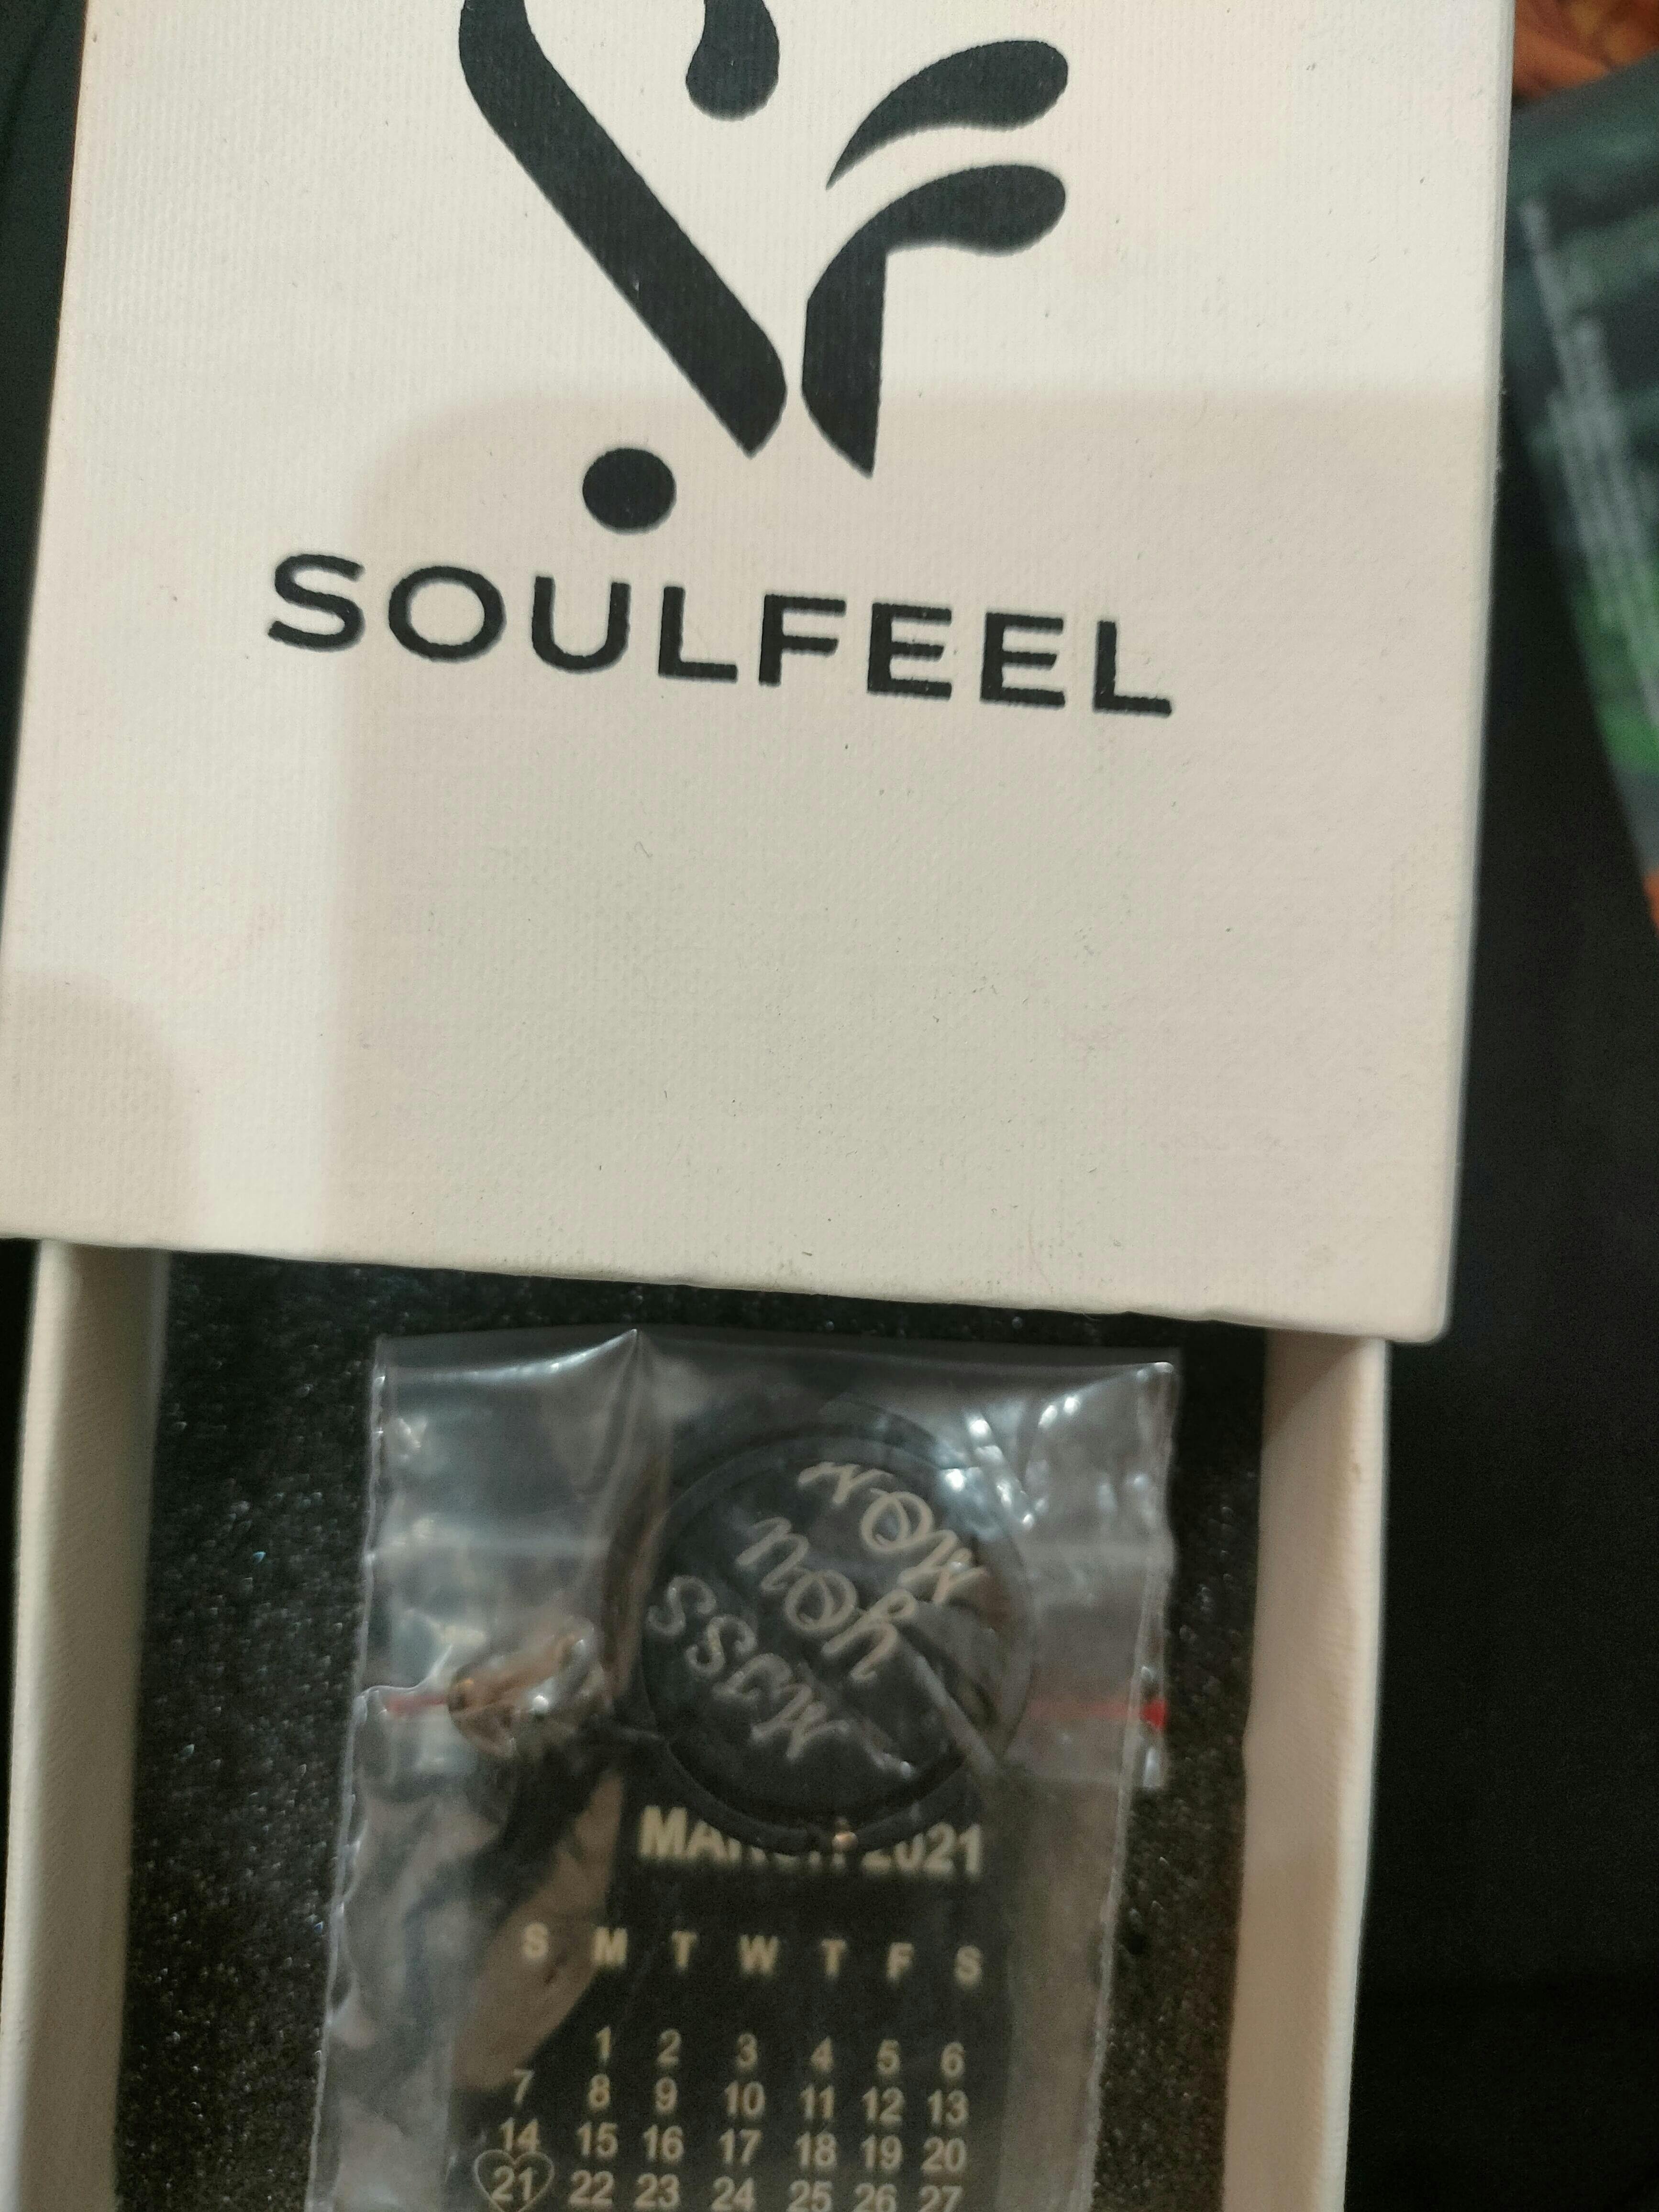 SOULFEEL
MISS
YOU
MOM
MARCH 2021
S M T W T F S
1 2 3 4 5 6
7 8 9 10 11 12 13
14 15 16 17 18 19 20
21 22 23 24 25 26 27